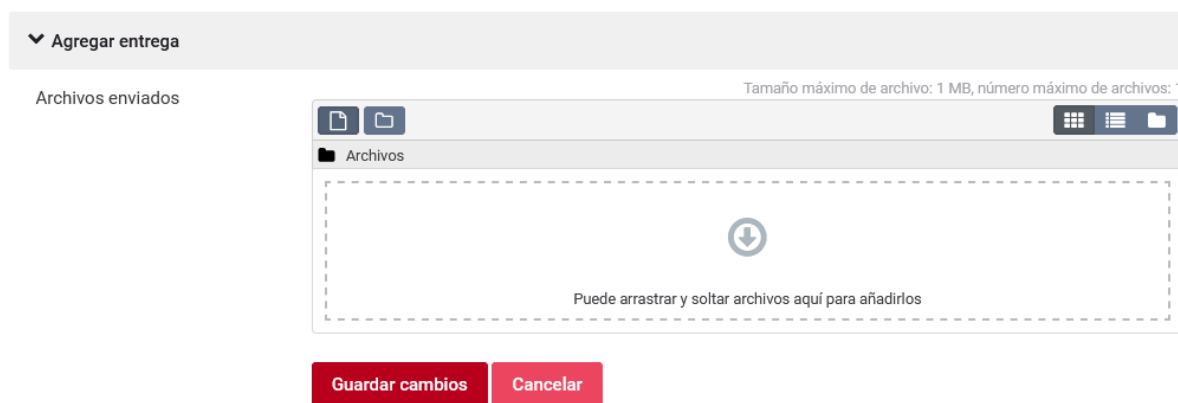 Agregar entrega
Archivos enviados
Tamaño máximo de archivo: 1 MB, número máximo de archivos: 1
Archivos
Puede arrastrar y soltar archivos aquí para añadirlos
Guardar cambios
Cancelar